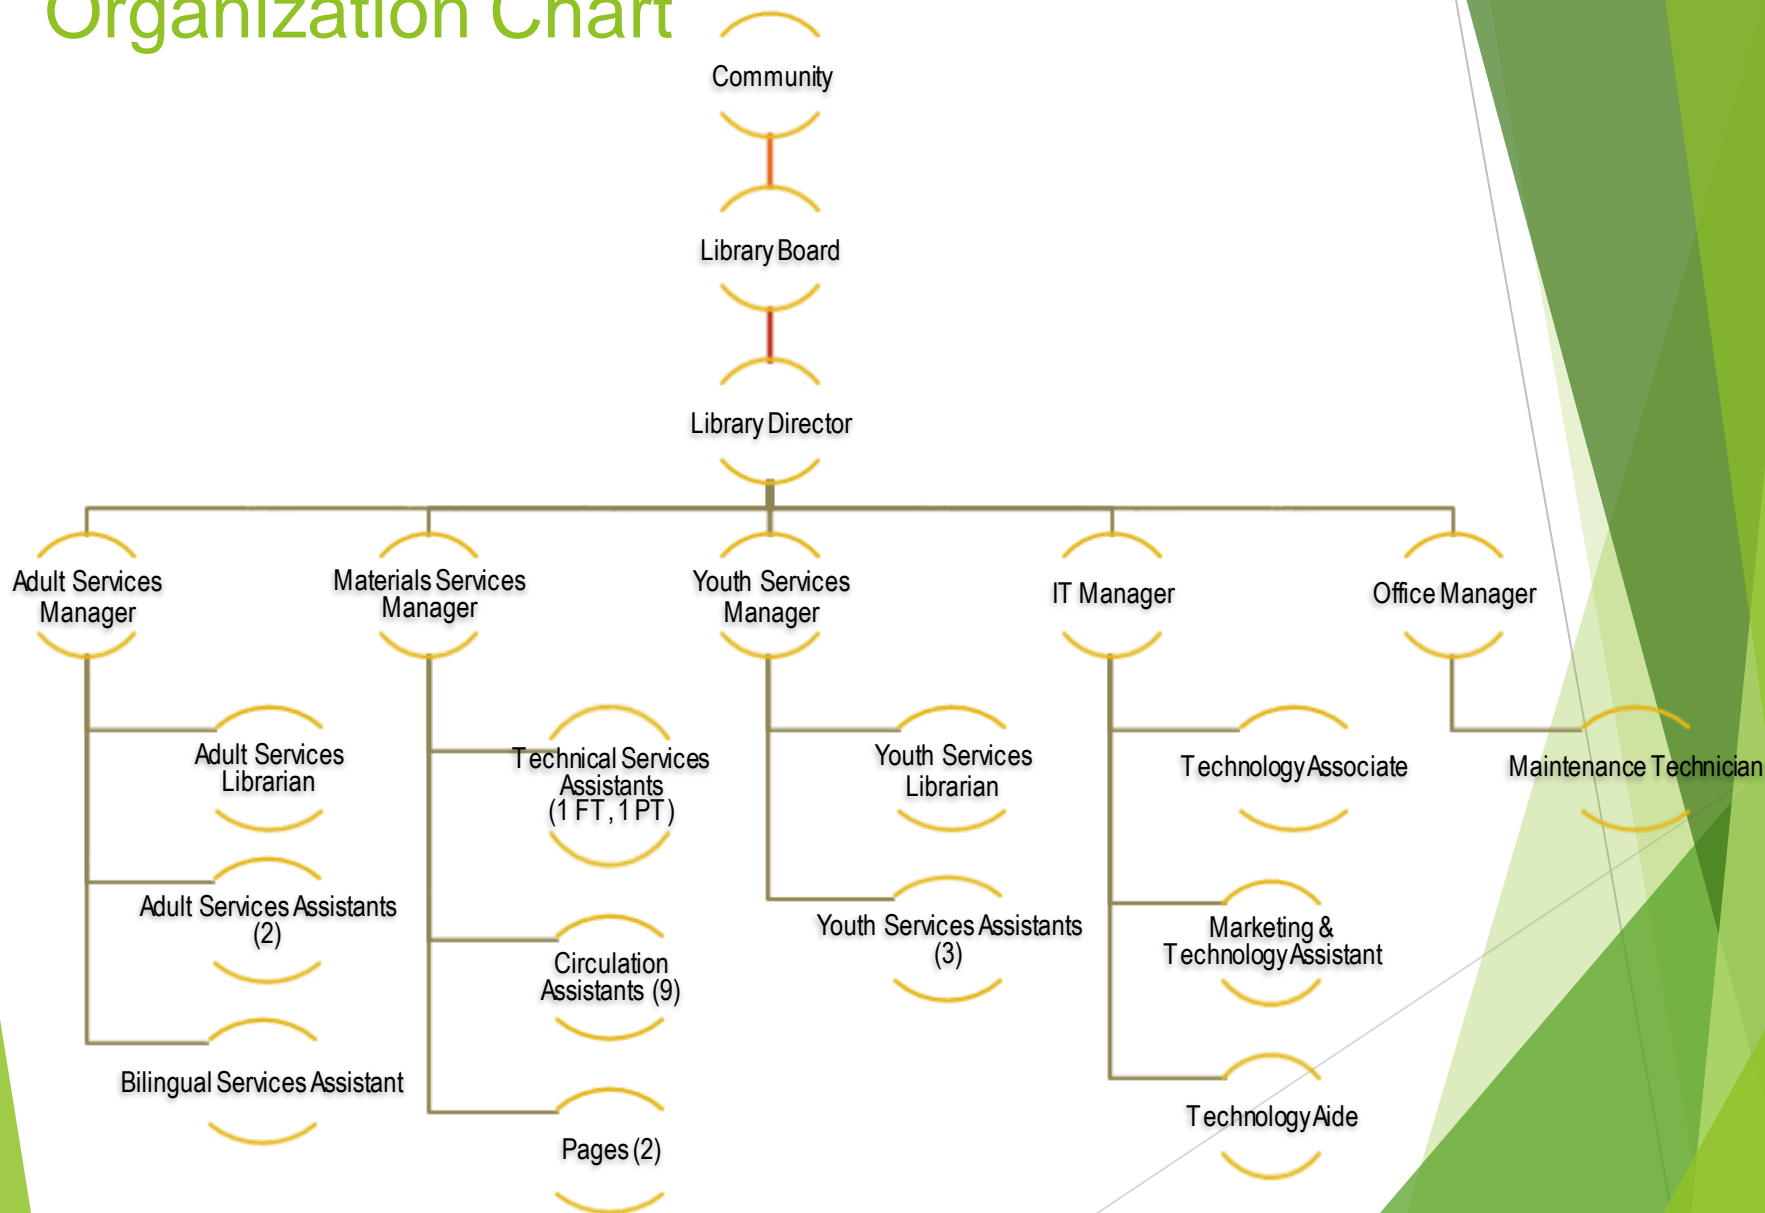 Organization Chart
Community
Library Board
Library Director
Adult Services
Manager
Materials Services
Manager
Youth Services
Manager
IT Manager
Office Manager
Adult Services
Librarian
Adult Services Assistants
(2)
Bilingual Services Assistant
Technical Services
Assistants
(1 FT, 1 PT)
Circulation
Assistants (9)
Pages (2)
Youth Services
Librarian
Youth Services Assistants
(3)
Technology Associate
Marketing &
Technology Assistant
Technology Aide
Maintenance Technician